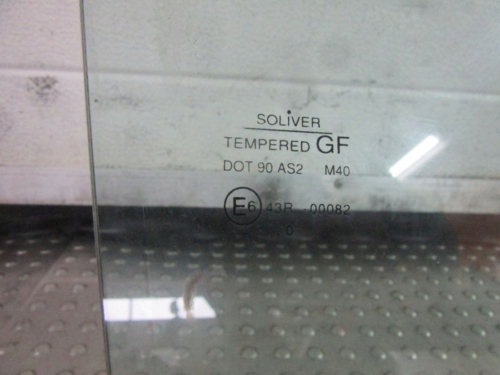 SOLIVER
TEMPERED GF
DOT 90 AS2 M40
E6 43R -00082